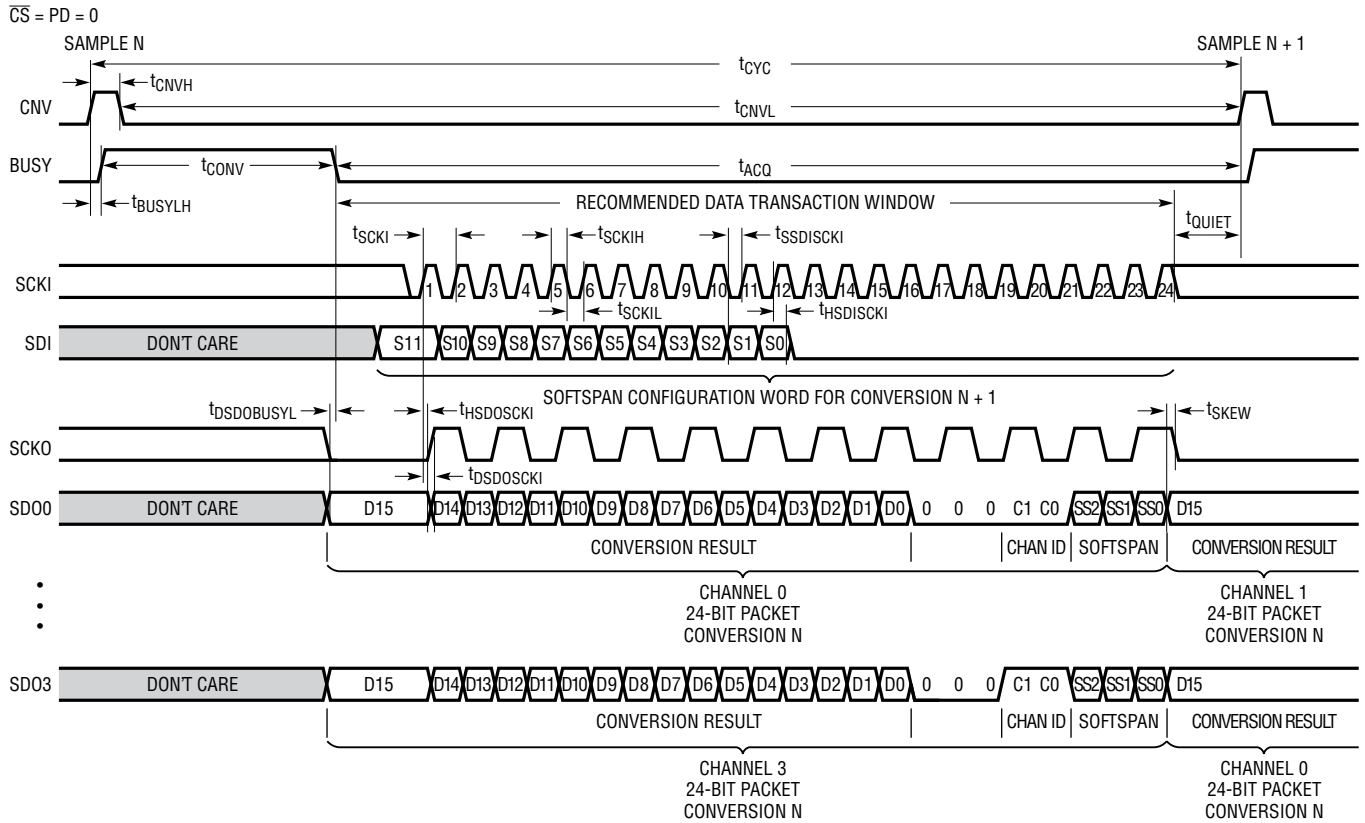 CS = PD = 0
SAMPLE N SAMPLE N + 1
tCYC
tCNVH
CNV tCNVL
BUSY tCONV tACQ
tBUSYLH RECOMMENDED DATA TRANSACTION WINDOW
tSCKI tSCKIH tSSDISCKI tQUIET
SCKI 1 2 3 4 5 6 7 8 9 10 11 12 13 14 15 16 17 18 19 20 21 22 23 24
tSCKIL tHSDISCKI
SDI DON'T CARE S11 S10 S9 S8 S7 S6 S5 S4 S3 S2 S1 S0
SOFTSPAN CONFIGURATION WORD FOR CONVERSION N + 1
tDSDOBUSYL tHSDOSCKI tSKEW
SCKO
tDSDOSCKI
SDO0 DON'T CARE D15 D14 D13 D12 D11 D10 D9 D8 D7 D6 D5 D4 D3 D2 D1 D0 0 0 0 C1 C0 SS2 SS1 SS0 D15
CONVERSION RESULT CHAN ID SOFTSPAN CONVERSION RESULT
CHANNEL 0 CHANNEL 1
24-BIT PACKET 24-BIT PACKET
CONVERSION N CONVERSION N
SDO3 DON'T CARE D15 D14 D13 D12 D11 D10 D9 D8 D7 D6 D5 D4 D3 D2 D1 D0 0 0 0 C1 C0 SS2 SS1 SS0 D15
CONVERSION RESULT CHAN ID SOFTSPAN CONVERSION RESULT
CHANNEL 3 CHANNEL 0
24-BIT PACKET 24-BIT PACKET
CONVERSION N CONVERSION N